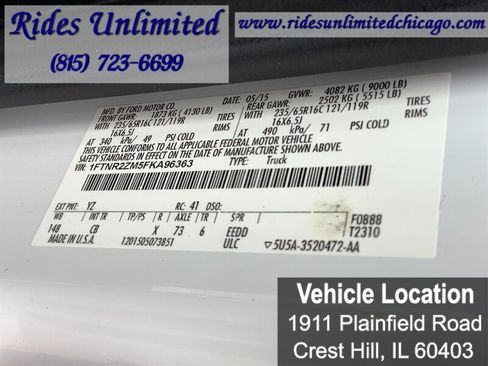 Rides Unlimited
(815) 723-6699
www.ridesunlimitedchicago.com
MFD. BY FORD MOTOR CO.
DATE: 05/15
GVWR: 4082 KG ( 9000 LB)
FRONT GAWR: 1873 KG ( 4130 LB)
REAR GAWR: 2502 KG ( 5515 LB)
WITH 235/65R16C 121/119R TIRES
WITH 235/65R16C 121/119R TIRES
16X6.5J RIMS
16X6.5J RIMS
AT 340 kPa/ 49 PSI COLD
AT 490 kPa/ 71 PSI COLD
THIS VEHICLE CONFORMS TO ALL APPLICABLE FEDERAL MOTOR VEHICLE
SAFETY STANDARDS IN EFFECT ON THE DATE OF MANUFACTURE SHOWN ABOVE.
VIN: 1FTNR2ZM5FKA96363
TYPE: Truck
EXT PNT: YZ RC: 41 DSO:
WB INT TR TP/PS R AXLE TR SPR
148 CB X 73 6 EEDD
F0888
T2310
MADE IN U.S.A. 1201505073851 ULC 5U5A-3520472-AA
Vehicle Location
1911 Plainfield Road
Crest Hill, IL 60403